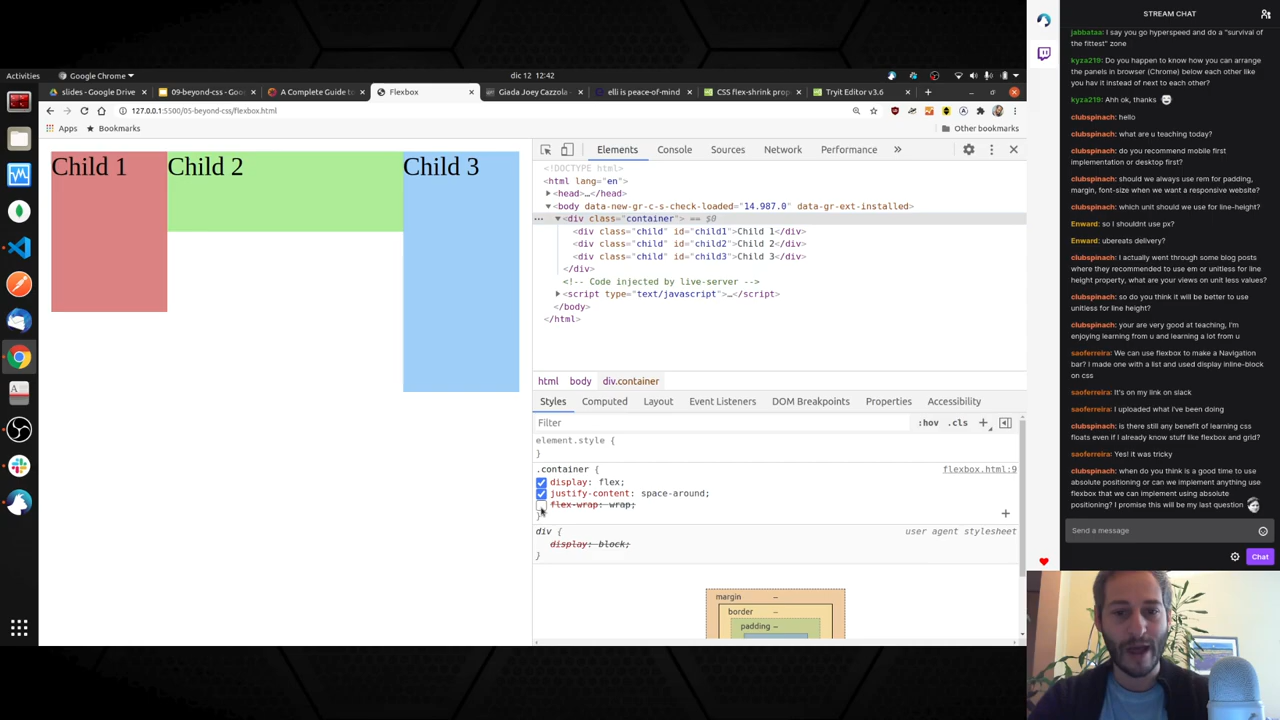 STREAM CHAT
jabbataa: I say you go hyperspeed and do a "survival of
the fittest" zone
kyza219: Do you happen to know how you can arrange
the panels in browser (Chrome) below each other like
you hav it instead of next to each other?
kyza219: Ahh ok, thanks
clubspinach: hello
clubspinach: what are u teaching today?
clubspinach: do you recommend mobile first
implementation or desktop first?
clubspinach: should we always use rem for padding,
margin, font-size when we want a responsive website?
clubspinach: which unit should we use for line-height?
Enward: so I shouldnt use px?
Enward: ubereats delivery?
clubspinach: I actually went through some blog posts
where they recommended to use em or unitless for line
height property, what are your views on unit less values?
clubspinach: so do you think it will be better to use
unitless for line height?
clubspinach: your are very good at teaching, I'm
enjoying learning from u and learning a lot from u
saoferreira: We can use flexbox to make a Navigation
bar? I made one with a list and used display inline-block
on css
saoferreira: It's on my link on slack
saoferreira: I uploaded what i've been doing
clubspinach: is there still any benefit of learning css
floats even if I already know stuff like flexbox and grid?
saoferreira: Yes! it was tricky
clubspinach: when do you think is a good time to use
absolute positioning or can we implement anything use
flexbox that we can implement using absolute
positioning? I promise this will be my last question
Send a message
Chat
Activities
Google Chrome
dic 12 12:42
slides - Google Drive
09-beyond-css - Goo
A Complete Guide to
Flexbox
Giada Joey Cazzola -
elli is peace-of-mind
CSS flex-shrink prop
Tryit Editor v3.6
127.0.0.1:5500/05-beyond-css/flexbox.html
Apps
Bookmarks
Other bookmarks
Child 1
Child 2
Child 3
Elements
Console
Sources
Network
Performance
<!DOCTYPE html>
<html lang="en">
<head>…</head>
<body data-new-gr-c-s-check-loaded="14.987.0" data-gr-ext-installed>
<div class="container"> == $0
<div class="child" id="child1">Child 1</div>
<div class="child" id="child2">Child 2</div>
<div class="child" id="child3">Child 3</div>
</div>
<!-- Code injected by live-server -->
<script type="text/javascript">…</script>
</body>
</html>
html
body
div.container
Styles
Computed
Layout
Event Listeners
DOM Breakpoints
Properties
Accessibility
Filter
:hov
.cls
element.style {
}
.container {
flexbox.html:9
display: flex;
justify-content: space-around;
flex-wrap: wrap;
}
div {
user agent stylesheet
display: block;
}
margin
–
border
–
padding –